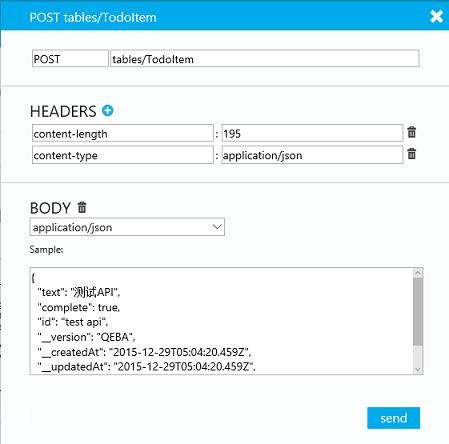 POST tables/TodoItem
POST tables/TodoItem
HEADERS
content-length : 195
content-type : application/json
BODY
application/json
Sample:
{
"text": "测试API",
"complete": true,
"id": "test api",
"__version": "QEBA",
"__createdAt": "2015-12-29T05:04:20.459Z",
"__updatedAt": "2015-12-29T05:04:20.459Z",
send